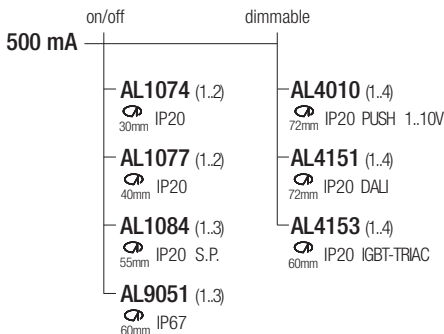 on/off dimmable
500 mA
AL1074 (1..2)
30mm IP20
AL1077 (1..2)
40mm IP20
AL1084 (1..3)
55mm IP20 S.P.
AL9051 (1..3)
60mm IP67
AL4010 (1..4)
72mm IP20 PUSH 1..10V
AL4151 (1..4)
72mm IP20 DALI
AL4153 (1..4)
60mm IP20 IGBT-TRIAC